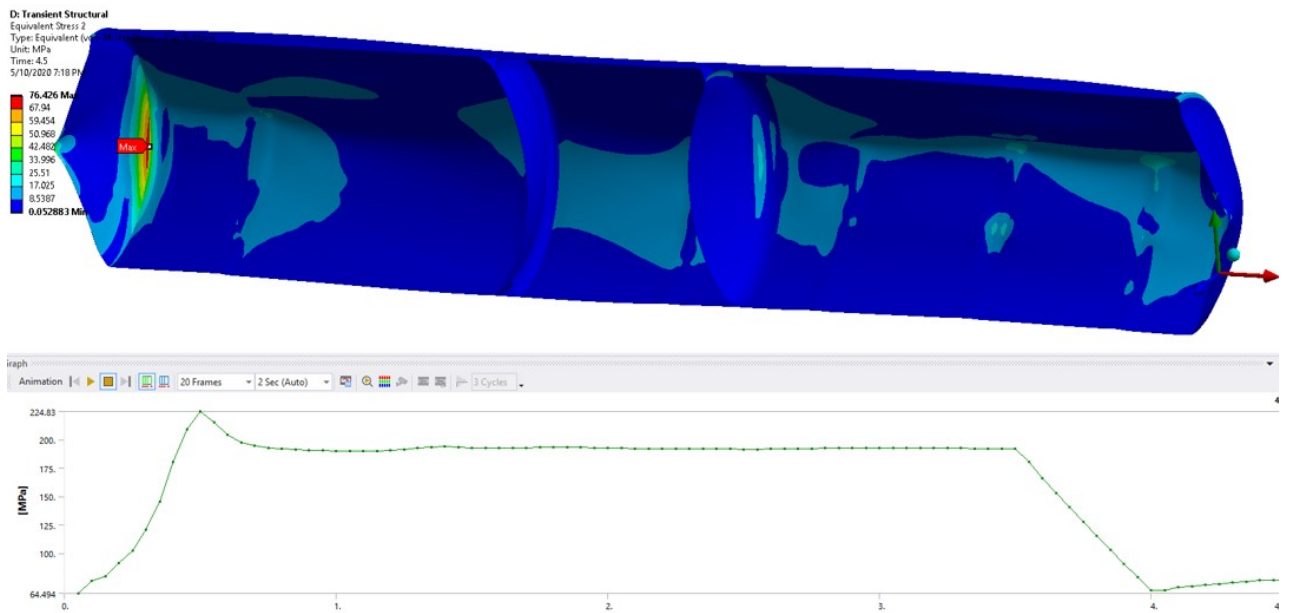 D: Transient Structural
Equivalent Stress 2
Type: Equivalent
Unit: MPa
Time: 4.5
5/10/2020 7:18 PM
76.426 Max
67.94
59.454
50.968
42.482
33.996
25.51
17.025
8.5387
0.052883 Min
Max
Animation 20 Frames 2 Sec (Auto) 3 Cycles
4
224.83
200.
175.
150.
125.
100.
64.494
[MPa]
0. 1. 2. 3. 4. 4